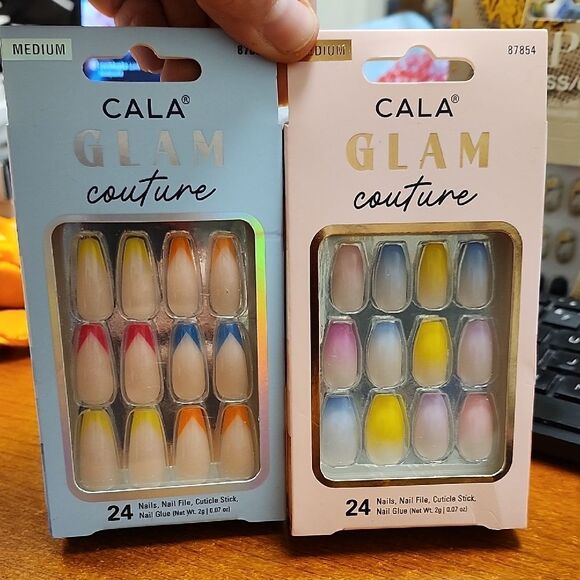 MEDIUM
CALA®
GLAM
couture
24 Nails, Nail File, Cuticle Stick,
Nail Glue (Net Wt. 2g | 0.07 oz)
87854
CALA®
GLAM
couture
24 Nails, Nail File, Cuticle Stick,
Nail Glue (Net Wt. 2g | 0.07 oz)